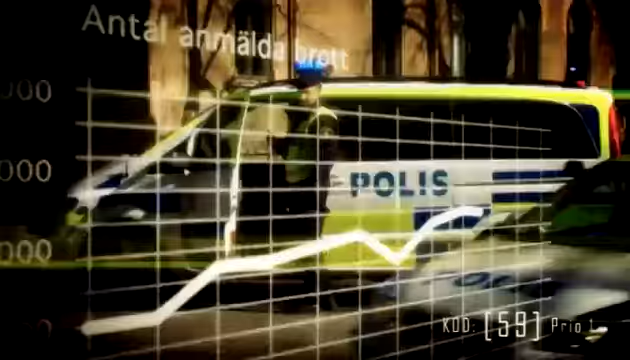 Antal anmälda brott
000
000
POLIS
000
KOD: [59] Prio 1